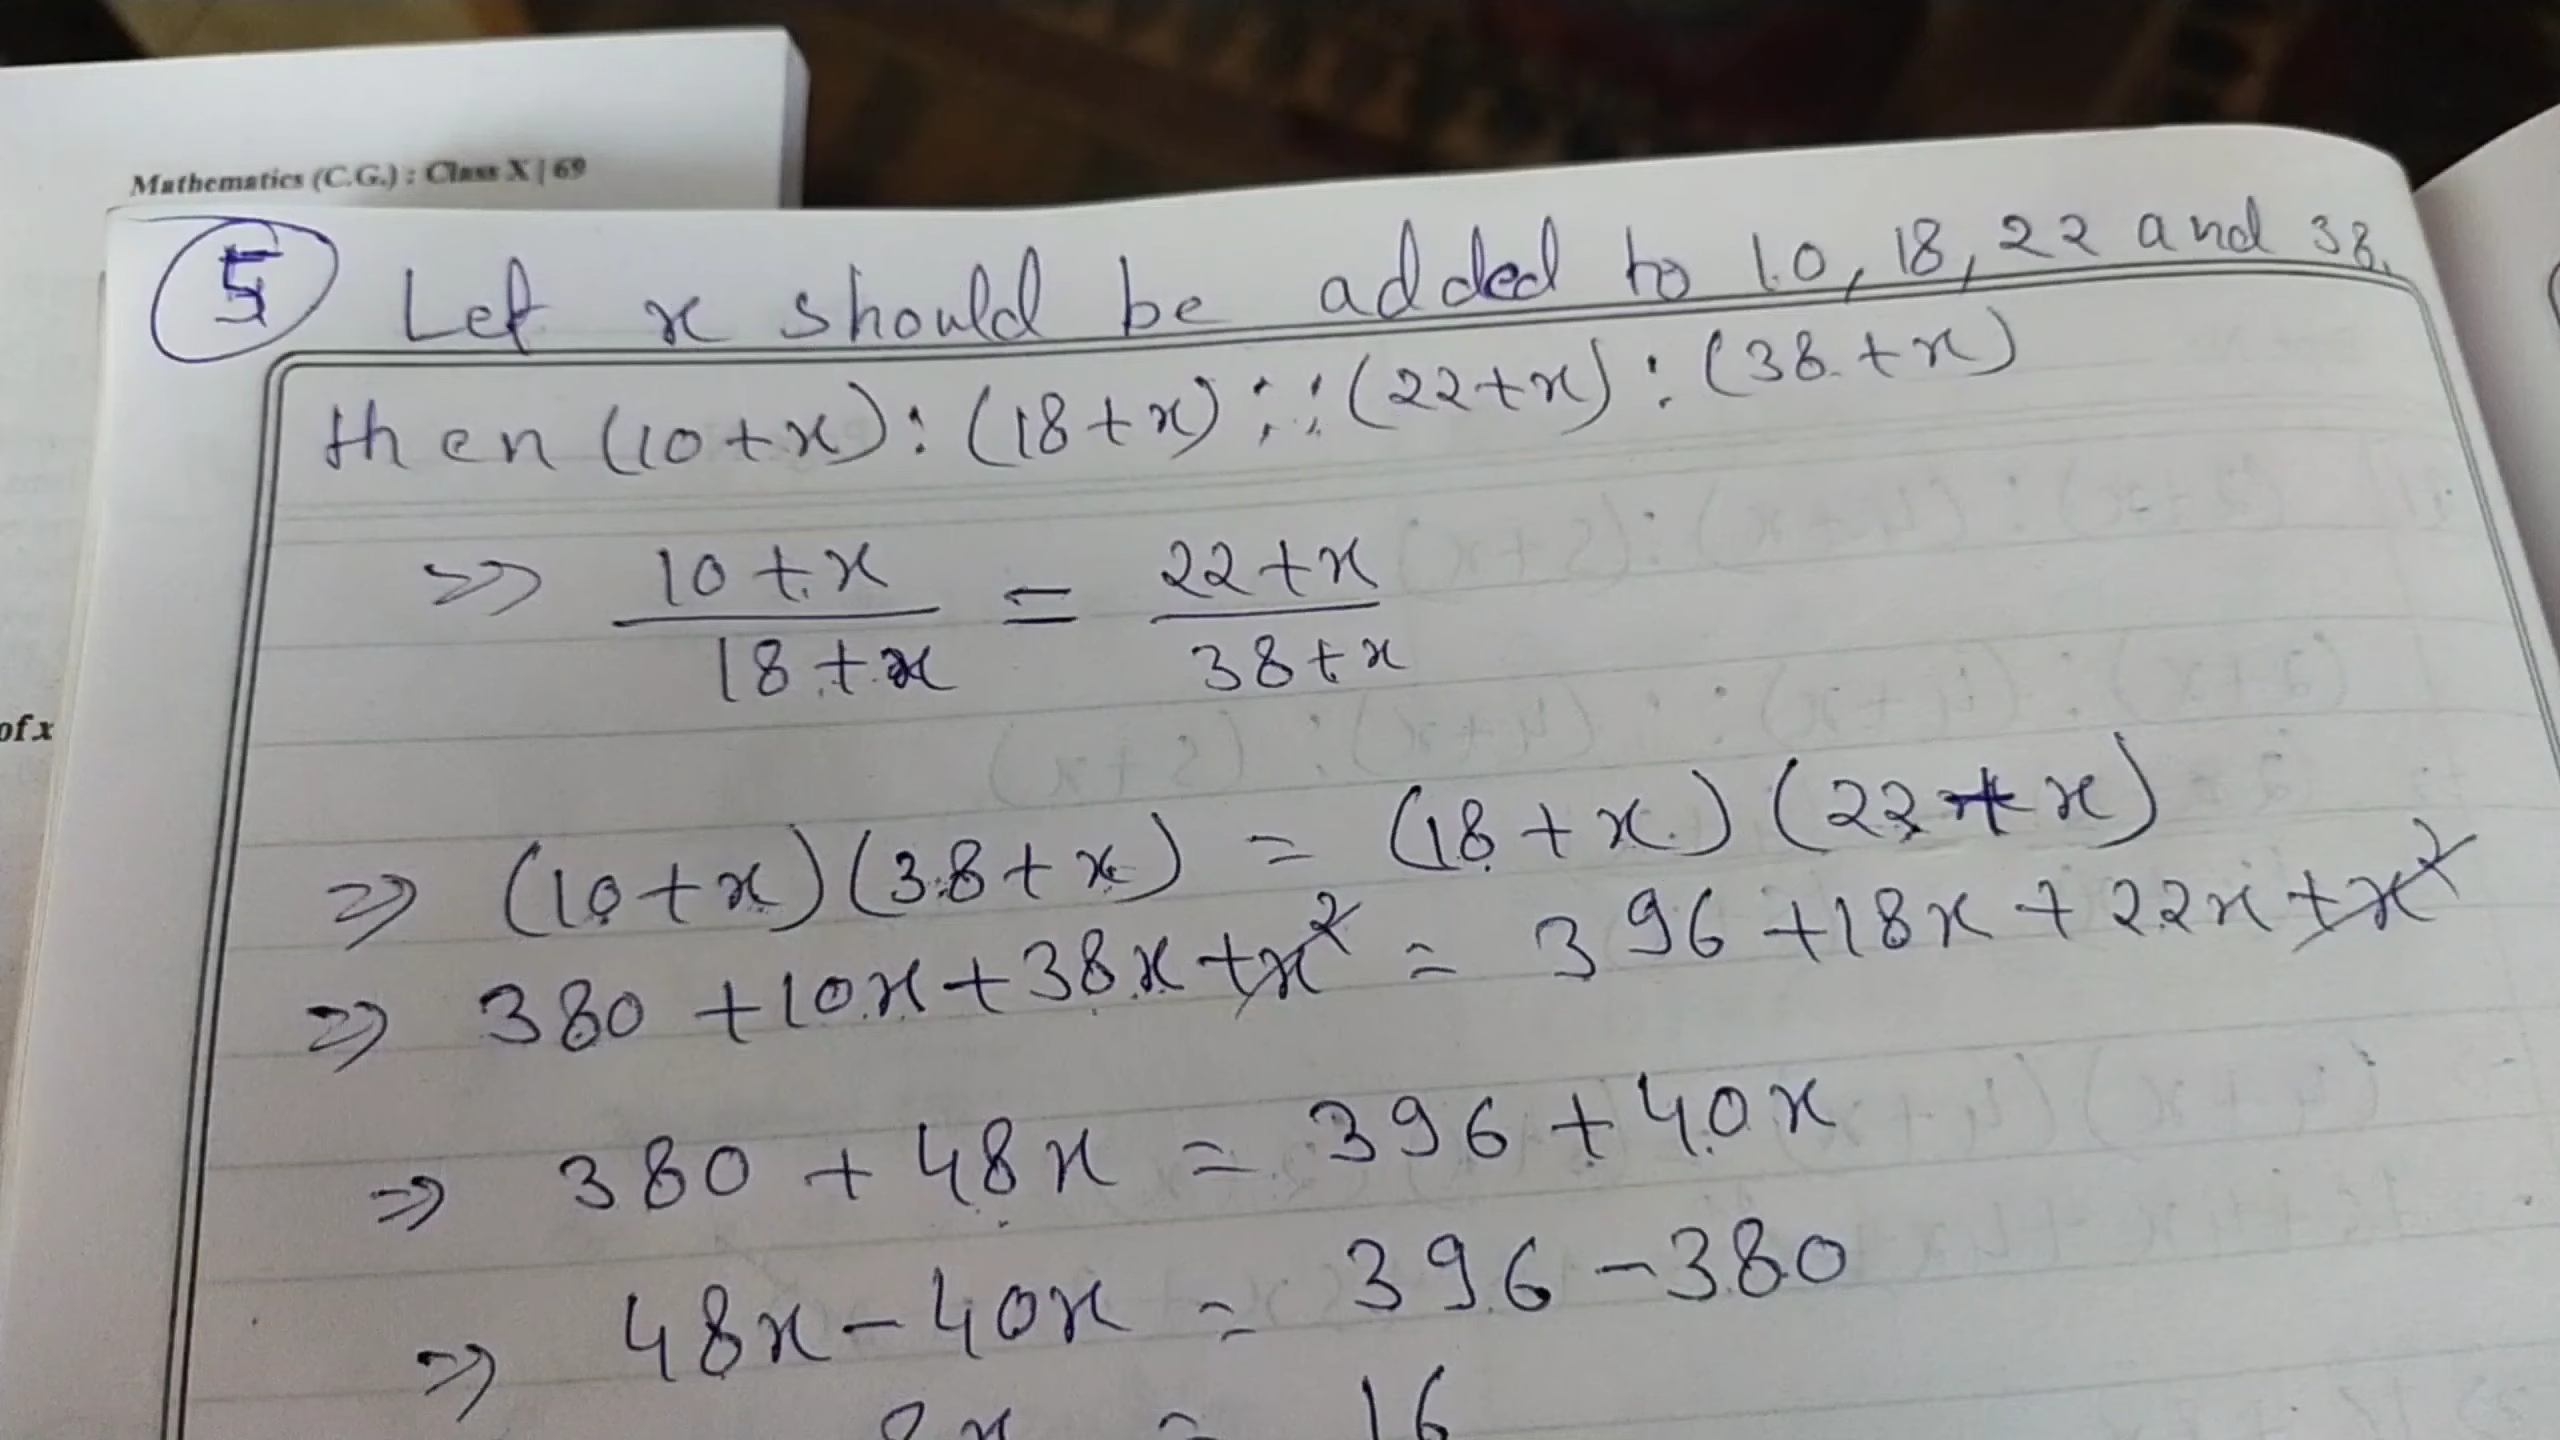 Mathematics (C.G.) : Class X | 69
5 Let x should be added to 10, 18, 22 and 38.
then (10+x) : (18+x) :: (22+x) : (38+x)
⇒ 10+x / 18+x = 22+x / 38+x
⇒ (10+x)(38+x) = (18+x)(22+x)
⇒ 380 +10x+38x+x² = 396 +18x+22x+x²
⇒ 380 + 48x = 396 + 40x
⇒ 48x - 40x = 396 - 380
8x = 16
of x